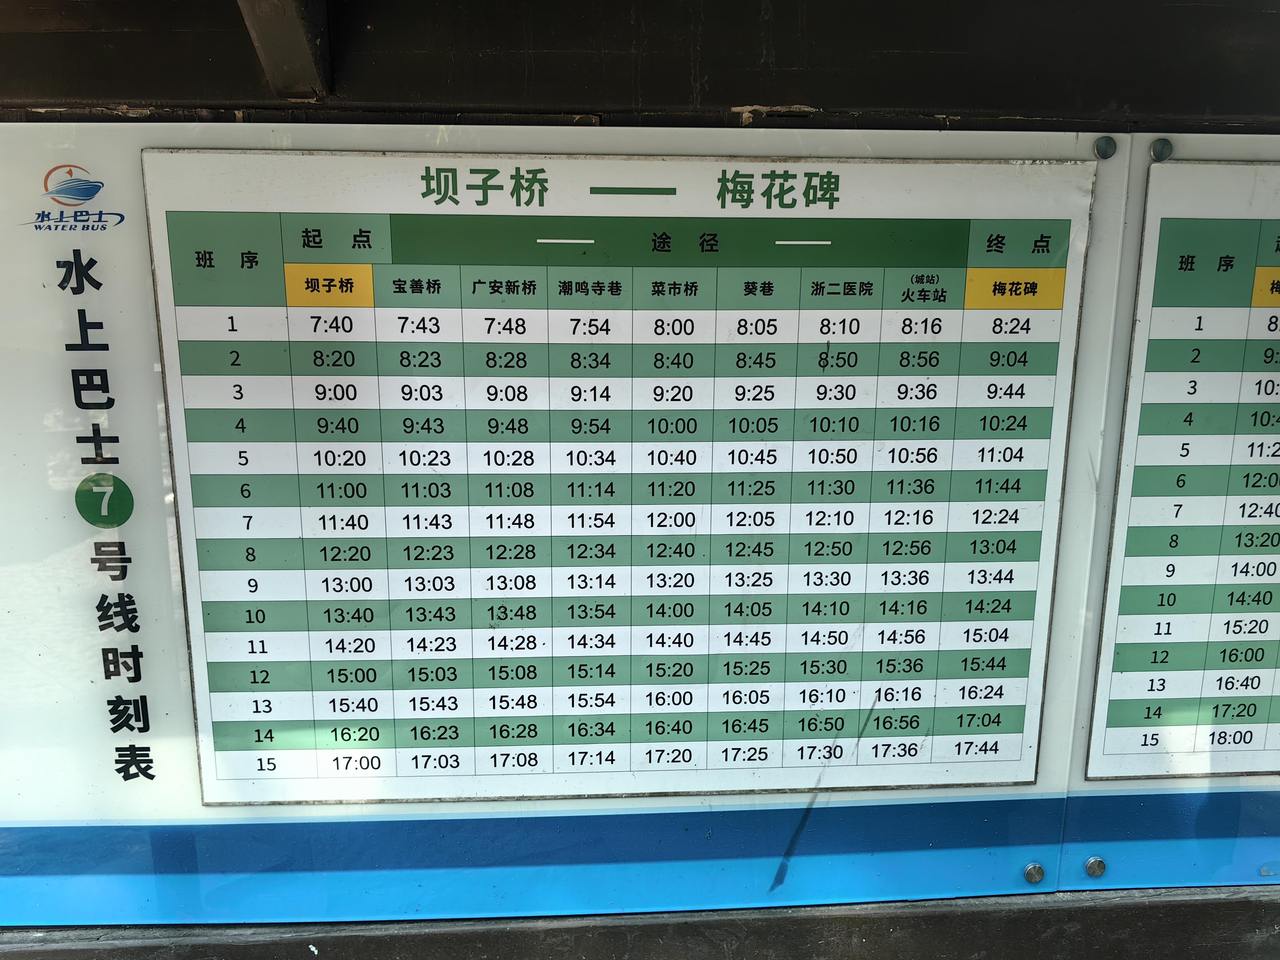 水上巴士
WATER BUS
水上巴士7号线时刻表
坝子桥 —— 梅花碑
班序 起点 —— 途径 —— 终点
坝子桥 宝善桥 广安新桥 潮鸣寺巷 菜市桥 葵巷 浙二医院 (城站)火车站 梅花碑
1 7:40 7:43 7:48 7:54 8:00 8:05 8:10 8:16 8:24
2 8:20 8:23 8:28 8:34 8:40 8:45 8:50 8:56 9:04
3 9:00 9:03 9:08 9:14 9:20 9:25 9:30 9:36 9:44
4 9:40 9:43 9:48 9:54 10:00 10:05 10:10 10:16 10:24
5 10:20 10:23 10:28 10:34 10:40 10:45 10:50 10:56 11:04
6 11:00 11:03 11:08 11:14 11:20 11:25 11:30 11:36 11:44
7 11:40 11:43 11:48 11:54 12:00 12:05 12:10 12:16 12:24
8 12:20 12:23 12:28 12:34 12:40 12:45 12:50 12:56 13:04
9 13:00 13:03 13:08 13:14 13:20 13:25 13:30 13:36 13:44
10 13:40 13:43 13:48 13:54 14:00 14:05 14:10 14:16 14:24
11 14:20 14:23 14:28 14:34 14:40 14:45 14:50 14:56 15:04
12 15:00 15:03 15:08 15:14 15:20 15:25 15:30 15:36 15:44
13 15:40 15:43 15:48 15:54 16:00 16:05 16:10 16:16 16:24
14 16:20 16:23 16:28 16:34 16:40 16:45 16:50 16:56 17:04
15 17:00 17:03 17:08 17:14 17:20 17:25 17:30 17:36 17:44
班序
1
2
3
4
5
6 12:00
7 12:40
8 13:20
9 14:00
10 14:40
11 15:20
12 16:00
13 16:40
14 17:20
15 18:00